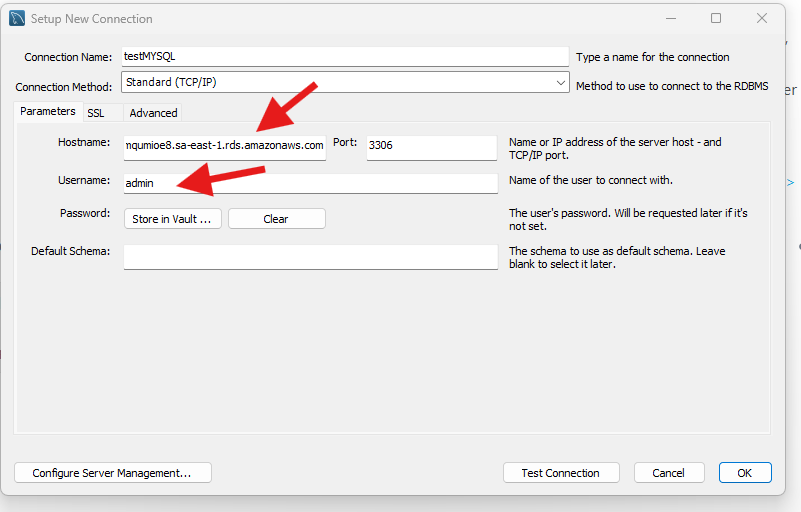 Setup New Connection
Connection Name: testMYSQL Type a name for the connection
Connection Method: Standard (TCP/IP) Method to use to connect to the RDBMS
Parameters SSL Advanced
Hostname: mqumioe8.sa-east-1.rds.amazonaws.com Port: 3306 Name or IP address of the server host - and
TCP/IP port.
Username: admin Name of the user to connect with.
Password: Store in Vault ... Clear The user's password. Will be requested later if it's
not set.
Default Schema: The schema to use as default schema. Leave
blank to select it later.
Configure Server Management... Test Connection Cancel OK
er
>